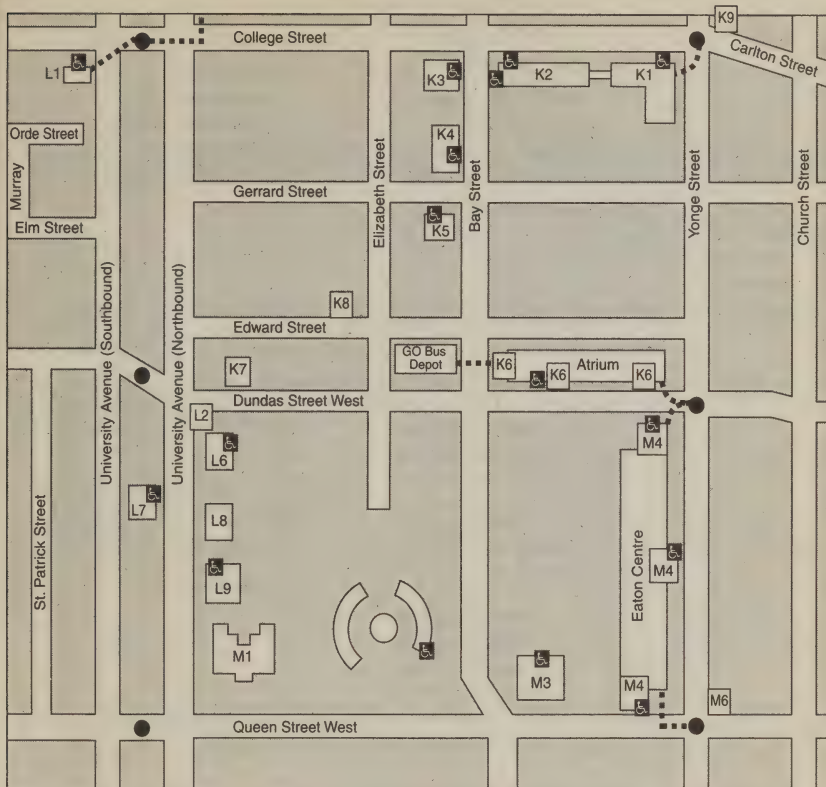 K9
College Street
Carlton Street
L1
K3
K2
K1
Orde Street
K4
Murray
Gerrard Street
Elizabeth Street
Bay Street
Yonge Street
Church Street
Elm Street
K5
University Avenue (Southbound)
University Avenue (Northbound)
K8
Edward Street
K7
GO Bus
Depot
K6
K6
Atrium
K6
Dundas Street West
L2
L6
M4
L7
L8
St. Patrick Street
Eaton Centre
M4
L9
M1
M3
M4
M6
Queen Street West